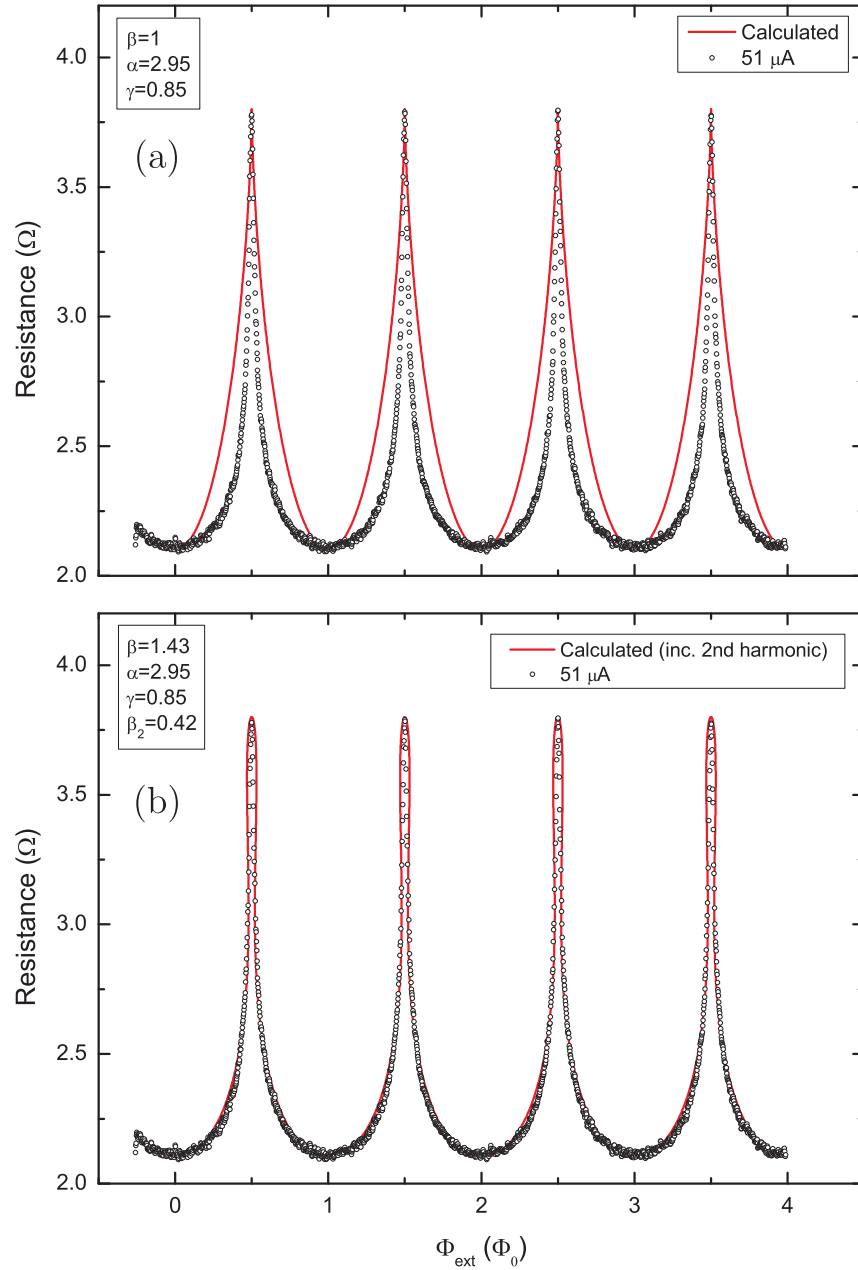 β=1
α=2.95
γ=0.85
Calculated
51 μA
(a)
4.0
3.5
3.0
2.5
2.0
Resistance (Ω)
β=1.43
α=2.95
γ=0.85
β₂=0.42
Calculated (inc. 2nd harmonic)
51 μA
(b)
4.0
3.5
3.0
2.5
2.0
Resistance (Ω)
0 1 2 3 4
Φext (Φ₀)